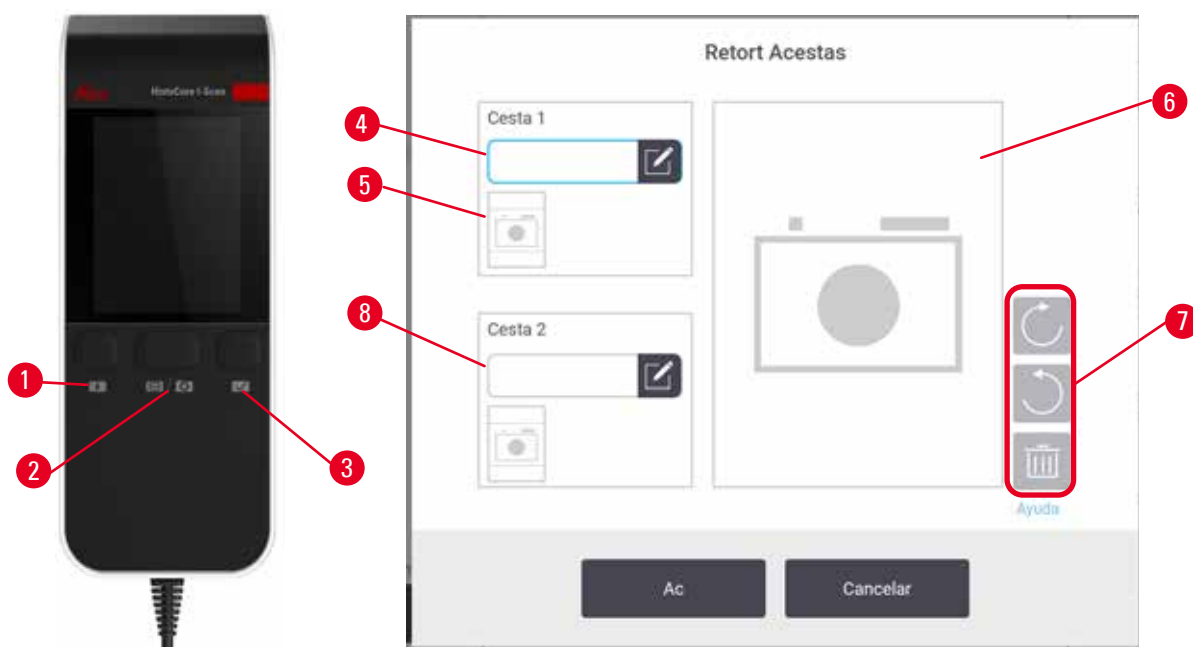 HistoCore I-Scan
1
2
3
Retort Acestas
Cesta 1
4
5
6
7
Cesta 2
8
Ayuda
Ac
Cancelar